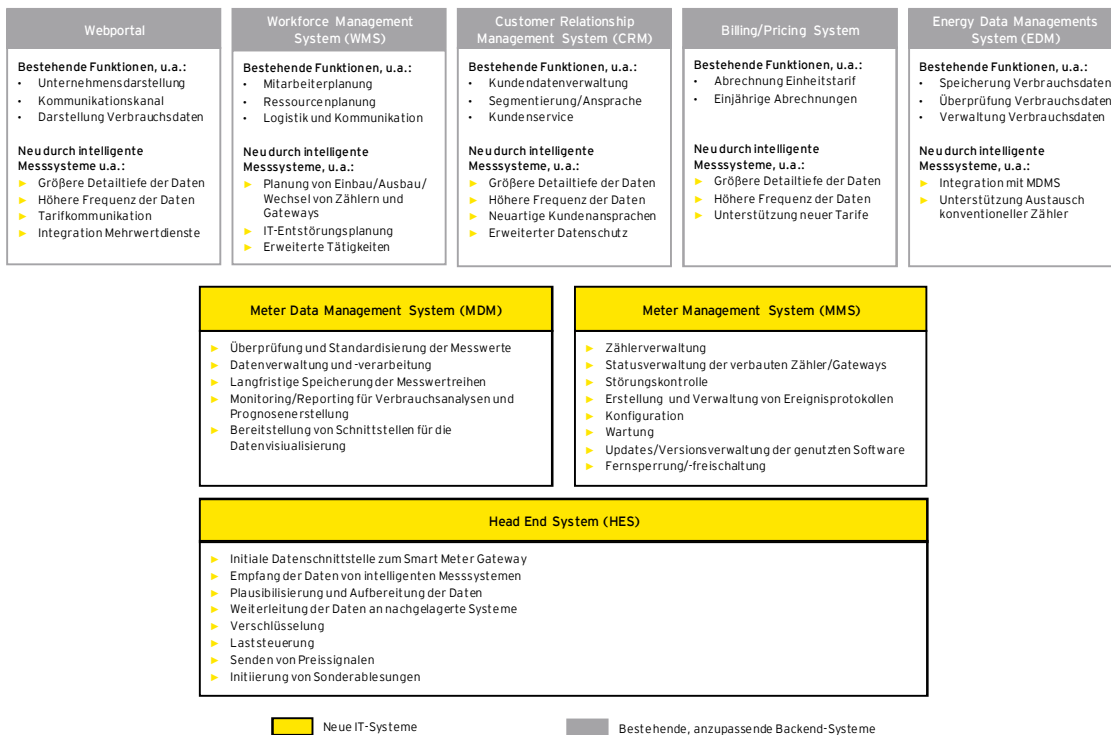 Webportal
Bestehende Funktionen, u.a.:
• Unternehmensdarstellung
• Kommunikationskanal
• Darstellung Verbrauchsdaten
Neu durch intelligente
Messsysteme u.a.:
► Größere Detailtiefe der Daten
► Höhere Frequenz der Daten
► Tarifkommunikation
► Integration Mehrwertdienste
Workforce Management
System (WMS)
Bestehende Funktionen, u.a.:
• Mitarbeiterplanung
• Ressourcenplanung
• Logistik und Kommunikation
Neu durch intelligente
Messsysteme, u.a.:
► Planung von Einbau/Ausbau/
Wechsel von Zählern und
Gateways
► IT-Entstörungsplanung
► Erweiterte Tätigkeiten
Customer Relationship
Management System (CRM)
Bestehende Funktionen, u.a.:
• Kundendatenverwaltung
• Segmentierung/Ansprache
• Kundenservice
Neu durch intelligente
Messsysteme, u.a.:
► Größere Detailtiefe der Daten
► Höhere Frequenz der Daten
► Neuartige Kundenansprachen
► Erweiterter Datenschutz
Billing/Pricing System
Bestehende Funktionen, u.a.:
• Abrechnung Einheitstarif
• Einjährige Abrechnungen
Neu durch intelligente
Messsysteme, u.a.:
► Größere Detailtiefe der Daten
► Höhere Frequenz der Daten
► Unterstützung neuer Tarife
Energy Data Managements
System (EDM)
Bestehende Funktionen, u.a.:
• Speicherung Verbrauchsdaten
• Überprüfung Verbrauchsdaten
• Verwaltung Verbrauchsdaten
Neu durch intelligente
Messsysteme, u.a.:
► Integration mit MDMS
► Unterstützung Austausch
konventioneller Zähler
Meter Data Management System (MDM)
► Überprüfung und Standardisierung der Messwerte
► Datenverwaltung und -verarbeitung
► Langfristige Speicherung der Messwertreihen
► Monitoring/Reporting für Verbrauchsanalysen und
Prognosenerstellung
► Bereitstellung von Schnittstellen für die
Datenvisiualisierung
Meter Management System (MMS)
► Zählerverwaltung
► Statusverwaltung der verbauten Zähler/Gateways
► Störungskontrolle
► Erstellung und Verwaltung von Ereignisprotokollen
► Konfiguration
► Wartung
► Updates/Versionsverwaltung der genutzten Software
► Fernsperrung/-freischaltung
Head End System (HES)
► Initiale Datenschnittstelle zum Smart Meter Gateway
► Empfang der Daten von intelligenten Messsystemen
► Plausibilisierung und Aufbereitung der Daten
► Weiterleitung der Daten an nachgelagerte Systeme
► Verschlüsselung
► Laststeuerung
► Senden von Preissignalen
► Initiierung von Sonderablesungen
Neue IT-Systeme
Bestehende, anzupassende Backend-Systeme